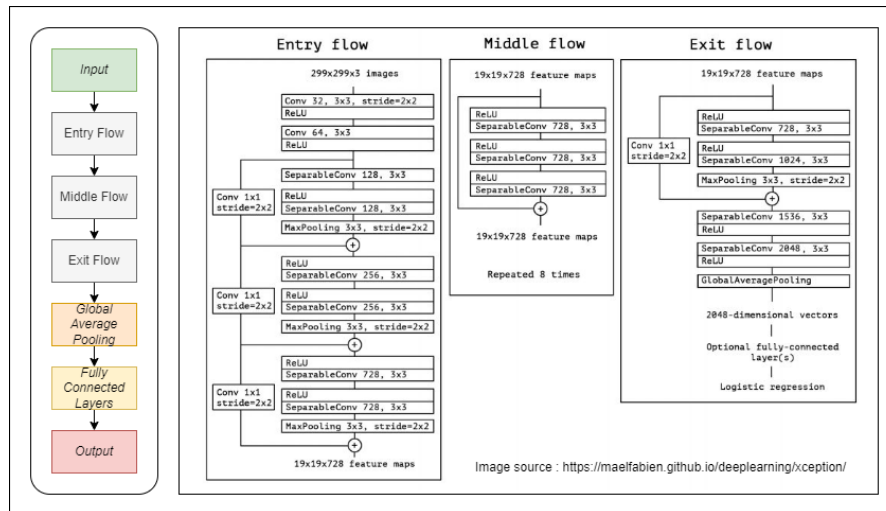 Input
Entry Flow
Middle Flow
Exit Flow
Global
Average
Pooling
Fully
Connected
Layers
Output
Entry flow
299x299x3 images
Conv 32, 3x3, stride=2x2
ReLU
Conv 64, 3x3
ReLU
Conv 1x1
stride=2x2
SeparableConv 128, 3x3
ReLU
SeparableConv 128, 3x3
MaxPooling 3x3, stride=2x2
+
Conv 1x1
stride=2x2
ReLU
SeparableConv 256, 3x3
ReLU
SeparableConv 256, 3x3
MaxPooling 3x3, stride=2x2
+
Conv 1x1
stride=2x2
ReLU
SeparableConv 728, 3x3
ReLU
SeparableConv 728, 3x3
MaxPooling 3x3, stride=2x2
+
19x19x728 feature maps
Middle flow
19x19x728 feature maps
ReLU
SeparableConv 728, 3x3
ReLU
SeparableConv 728, 3x3
ReLU
SeparableConv 728, 3x3
+
19x19x728 feature maps
Repeated 8 times
Exit flow
19x19x728 feature maps
Conv 1x1
stride=2x2
ReLU
SeparableConv 728, 3x3
ReLU
SeparableConv 1024, 3x3
MaxPooling 3x3, stride=2x2
+
SeparableConv 1536, 3x3
ReLU
SeparableConv 2048, 3x3
ReLU
GlobalAveragePooling
2048-dimensional vectors
Optional fully-connected
layer(s)
Logistic regression
Image source : https://maelfabien.github.io/deeplearning/xception/